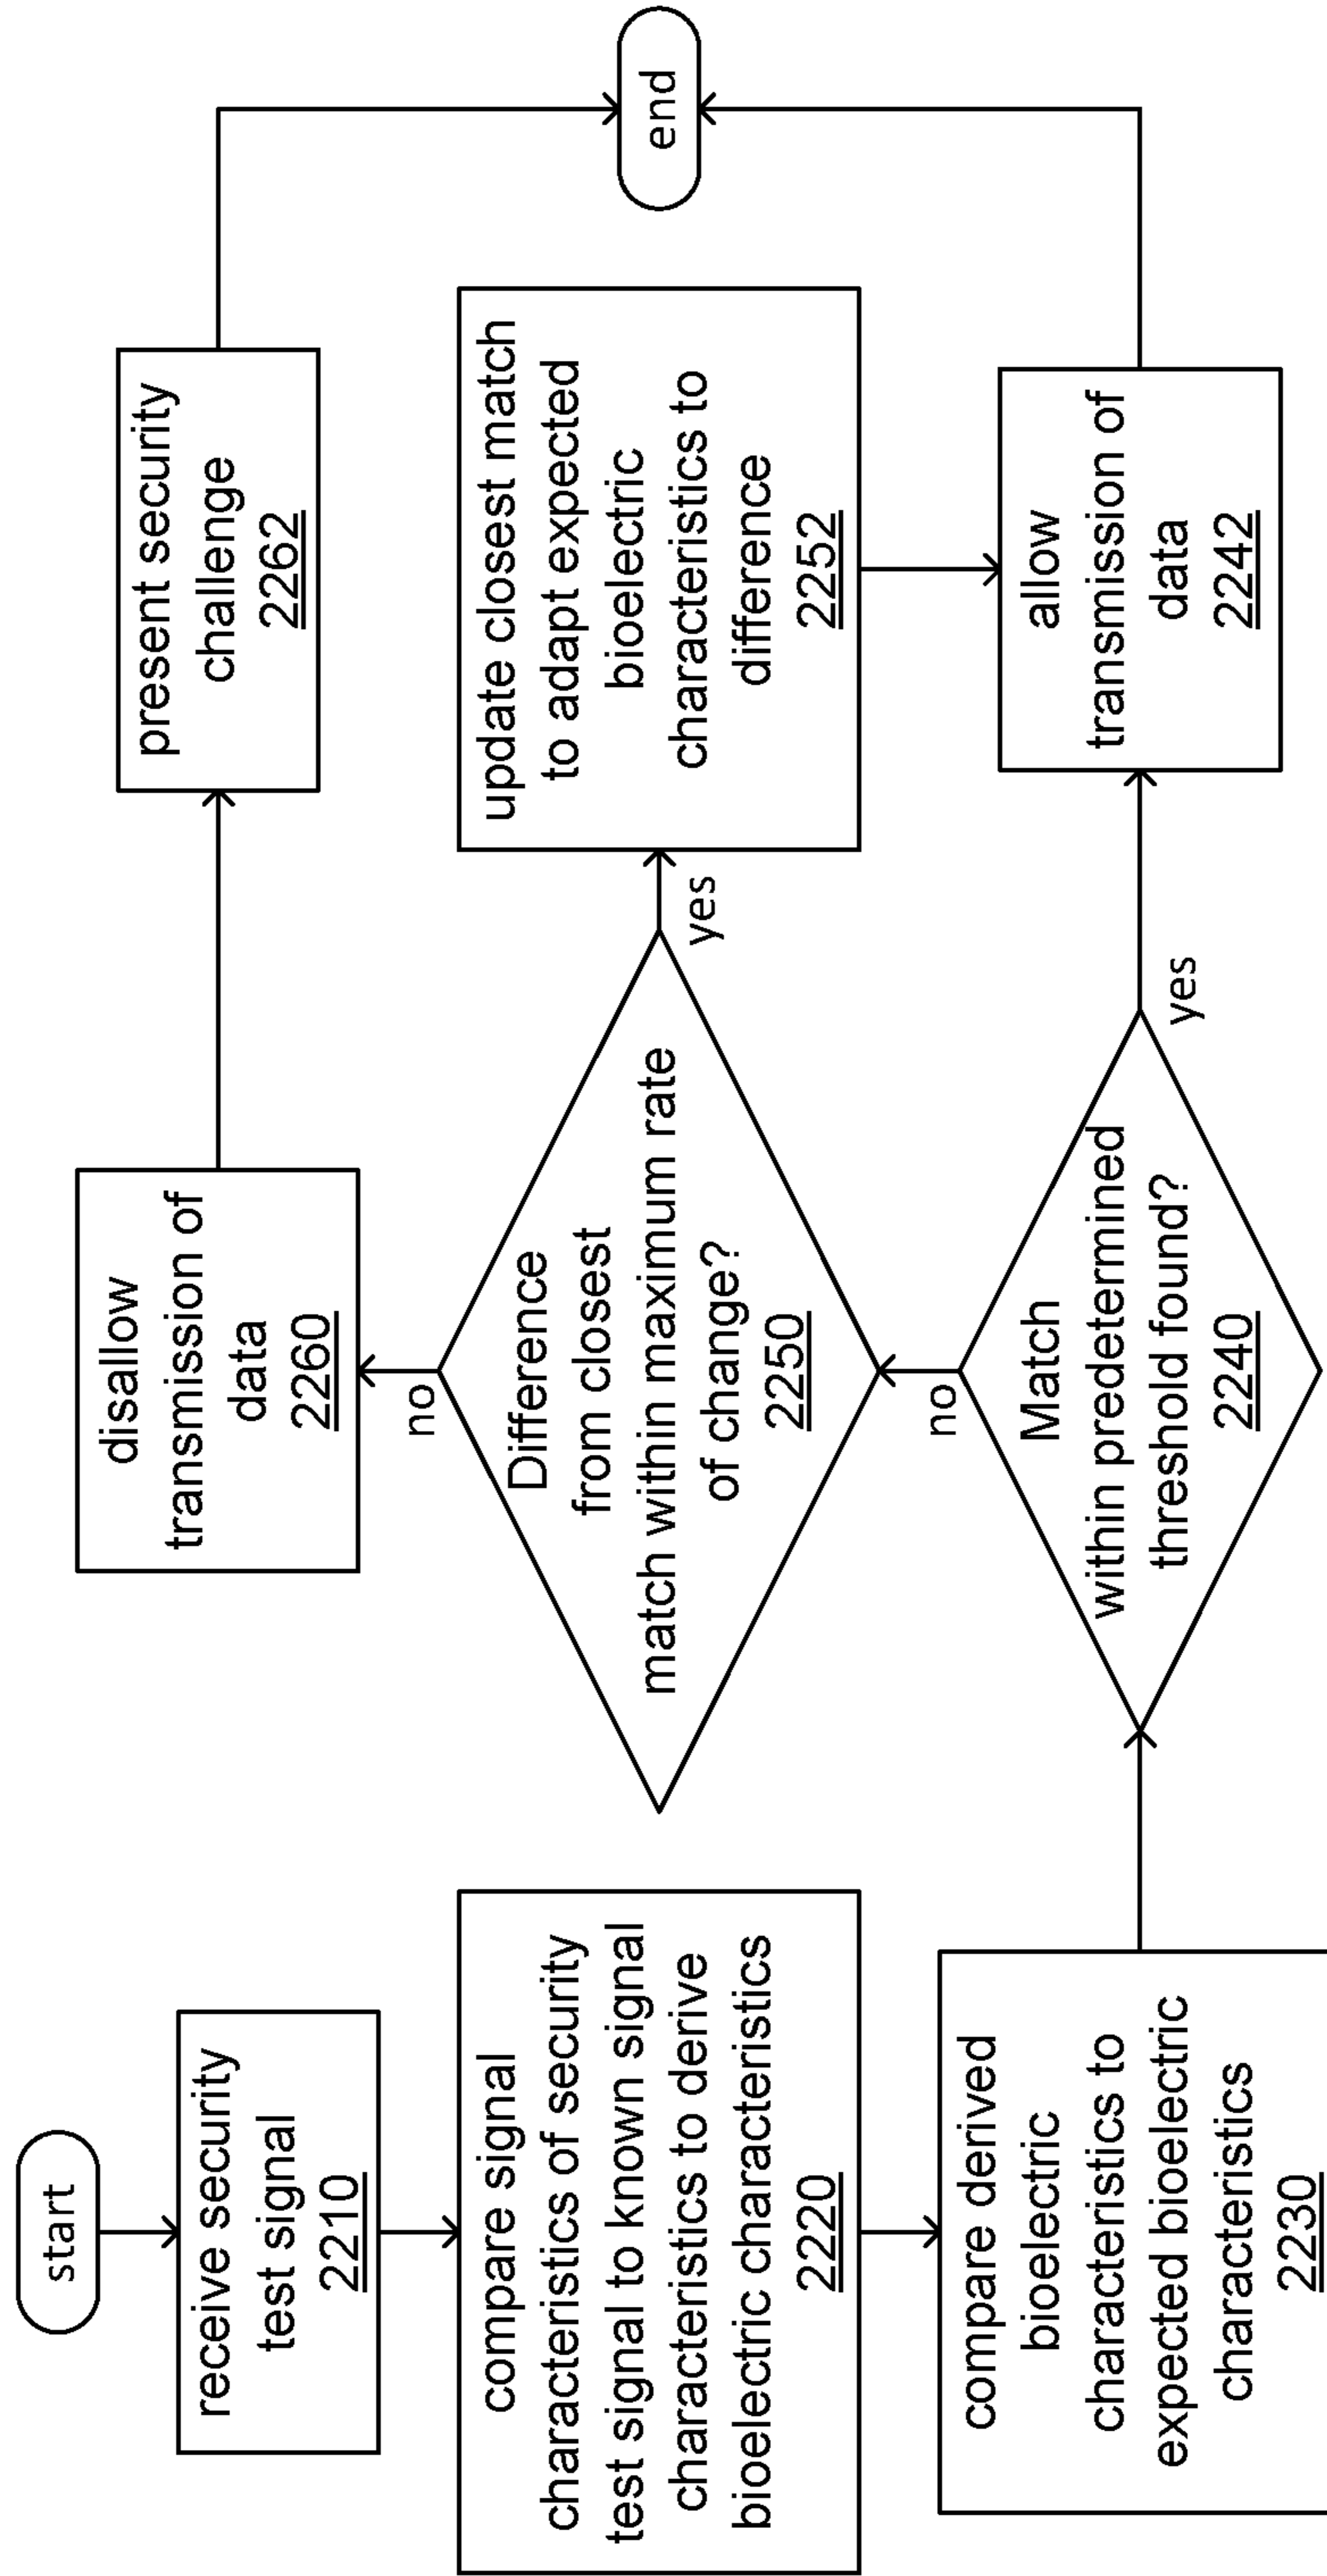 start
receive security
test signal
2210
compare signal
characteristics of security
test signal to known signal
characteristics to derive
bioelectric characteristics
2220
compare derived
bioelectric
characteristics to
expected bioelectric
characteristics
2230
Match
within predetermined
threshold found?
2240
no
yes
Difference
from closest
match within maximum rate
of change?
2250
no
yes
disallow
transmission of
data
2260
present security
challenge
2262
update closest match
to adapt expected
bioelectric
characteristics to
difference
2252
allow
transmission of
data
2242
end